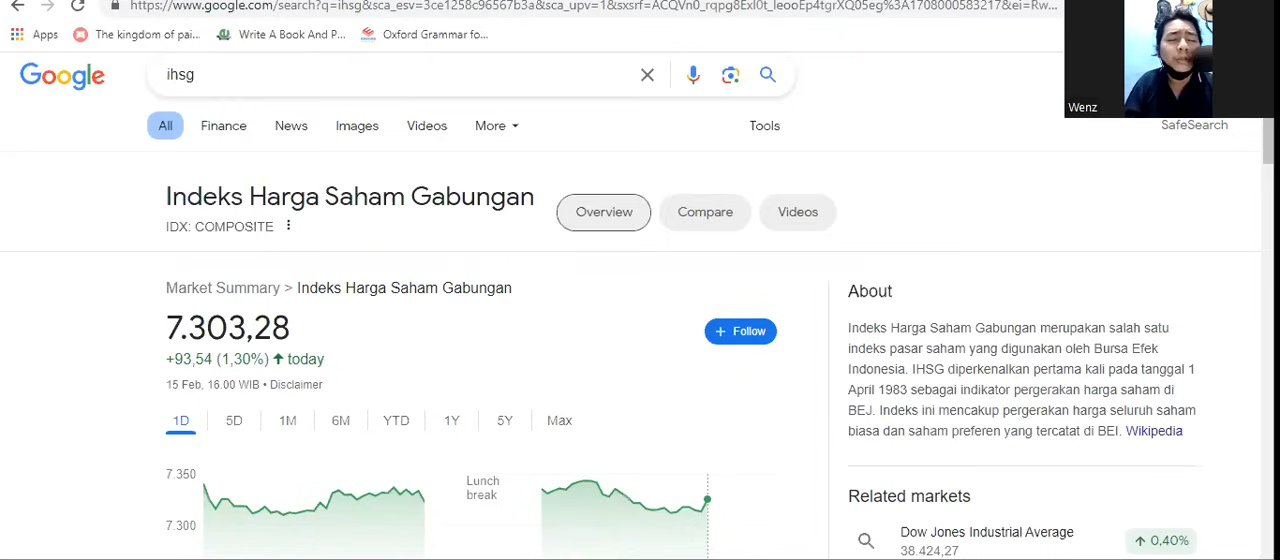 https://www.google.com/search?q=ihsg&sca_esv=3ce1258c96567b3a&sca_upv=1&sxsrf=ACQVn0_rqpg8ExI0t_leooEp4tgrXQ05eg%3A1708000583217&ei=Rw...
Apps The kingdom of pai... Write A Book And P... Oxford Grammar fo...
Google ihsg
Wenz
All Finance News Images Videos More Tools SafeSearch
Indeks Harga Saham Gabungan
IDX: COMPOSITE
Overview Compare Videos
Market Summary > Indeks Harga Saham Gabungan
7.303,28
+93,54 (1,30%) ↑ today
15 Feb, 16.00 WIB • Disclaimer
+ Follow
1D 5D 1M 6M YTD 1Y 5Y Max
7.350
7.300
Lunch
break
About
Indeks Harga Saham Gabungan merupakan salah satu
indeks pasar saham yang digunakan oleh Bursa Efek
Indonesia. IHSG diperkenalkan pertama kali pada tanggal 1
April 1983 sebagai indikator pergerakan harga saham di
BEJ. Indeks ini mencakup pergerakan harga seluruh saham
biasa dan saham preferen yang tercatat di BEI. Wikipedia
Related markets
Dow Jones Industrial Average
38.424,27
↑ 0,40%